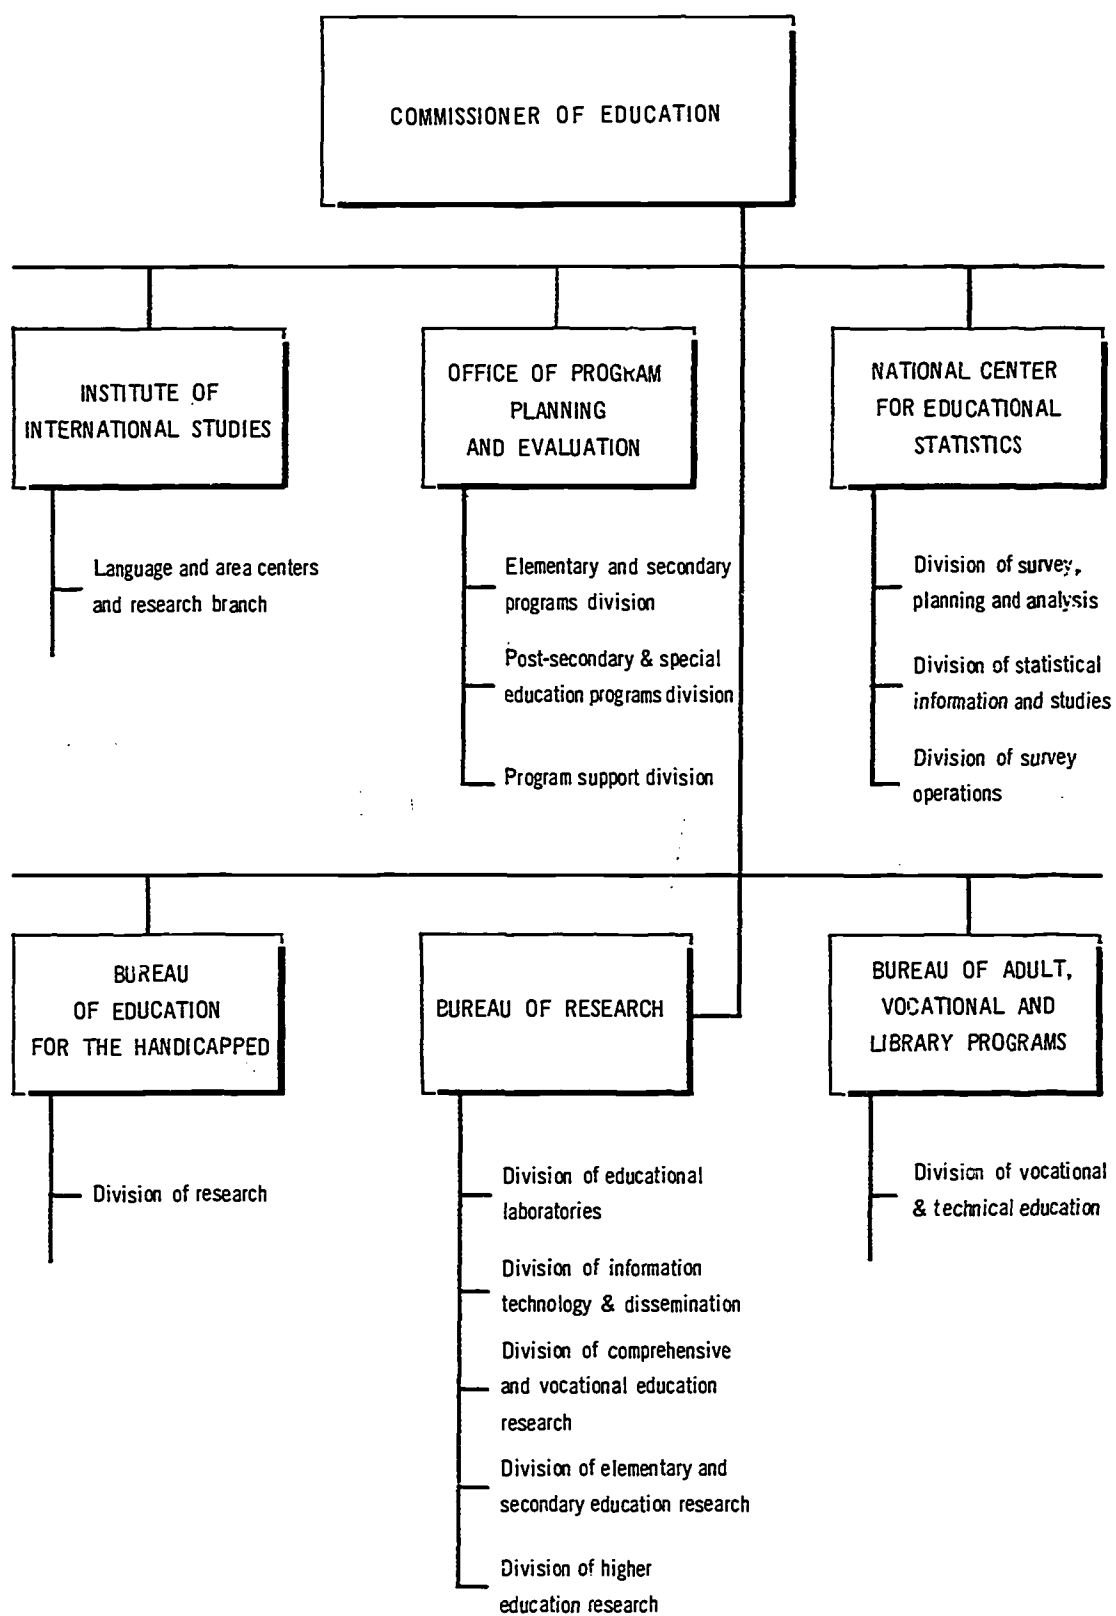 COMMISSIONER OF EDUCATION
INSTITUTE OF
INTERNATIONAL STUDIES
OFFICE OF PROGRAM
PLANNING
AND EVALUATION
NATIONAL CENTER
FOR EDUCATIONAL
STATISTICS
Language and area centers
and research branch
Elementary and secondary
programs division
Post-secondary & special
education programs division
Program support division
Division of survey,
planning and analysis
Division of statistical
information and studies
Division of survey
operations
BUREAU
OF EDUCATION
FOR THE HANDICAPPED
BUREAU OF RESEARCH
BUREAU OF ADULT,
VOCATIONAL AND
LIBRARY PROGRAMS
Division of research
Division of educational
laboratories
Division of information
technology & dissemination
Division of comprehensive
and vocational education
research
Division of elementary and
secondary education research
Division of higher
education research
Division of vocational
& technical education